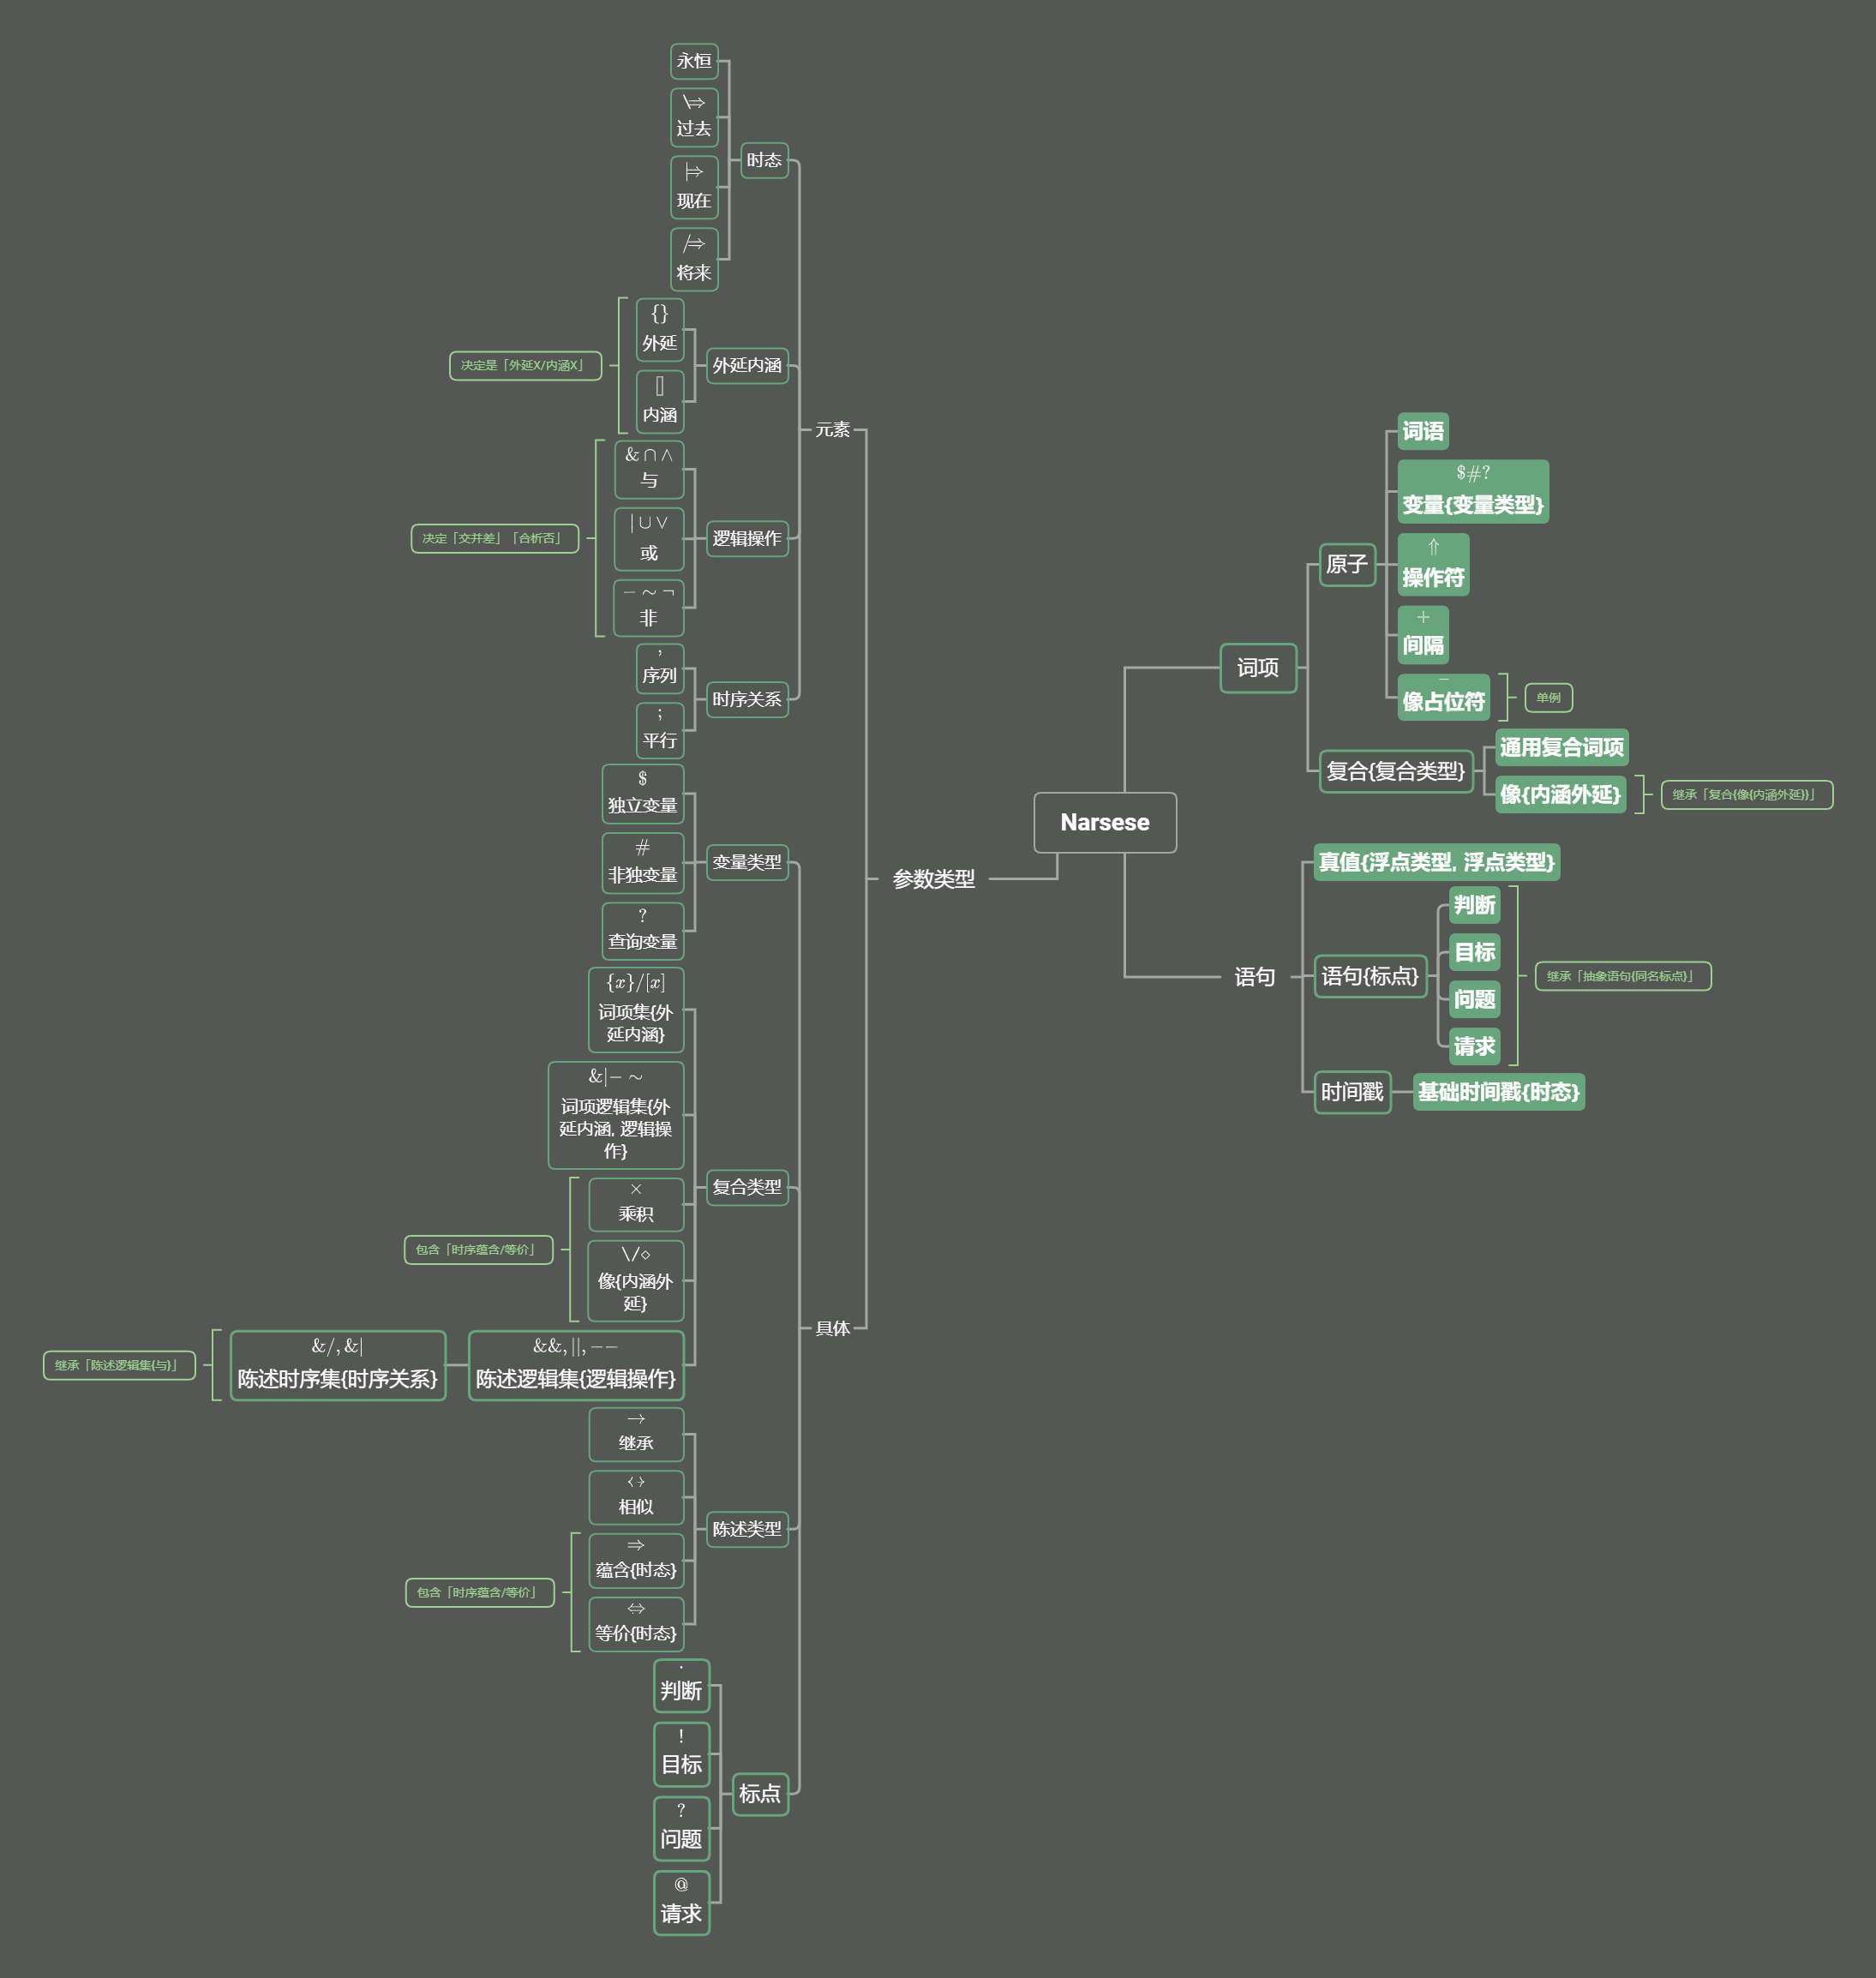 Narsese
词项
原子
词语
$#?
变量{变量类型}
⇑
操作符
+
间隔
像占位符
单例
复合{复合类型}
通用复合词项
像{内涵外延}
继承「复合{像{内涵外延}}」
语句
真值{浮点类型, 浮点类型}
语句{标点}
判断
目标
问题
请求
继承「抽象语句{同名标点}」
时间戳
基础时间戳{时态}
参数类型
元素
时态
永恒
\⇒
过去
|⇒
现在
/⇒
将来
外延内涵
{}
外延
[]
内涵
决定是「外延X/内涵X」
逻辑操作
& ∩ ∧
与
| ∪ ∨
或
− ∼ ¬
非
决定「交并差」「合析否」
时序关系
,
序列
;
平行
具体
变量类型
$
独立变量
#
非独变量
?
查询变量
复合类型
{x}/[x]
词项集{外
延内涵}
&|− ∼
词项逻辑集{外
延内涵, 逻辑操
作}
×
乘积
\/⋄
像{内涵外
延}
包含「时序蕴含/等价」
&&, ||, −−
陈述逻辑集{逻辑操作}
&/, &|
陈述时序集{时序关系}
继承「陈述逻辑集{与}」
陈述类型
→
继承
↔
相似
⇒
蕴含{时态}
⇔
等价{时态}
包含「时序蕴含/等价」
标点
.
判断
!
目标
?
问题
@
请求